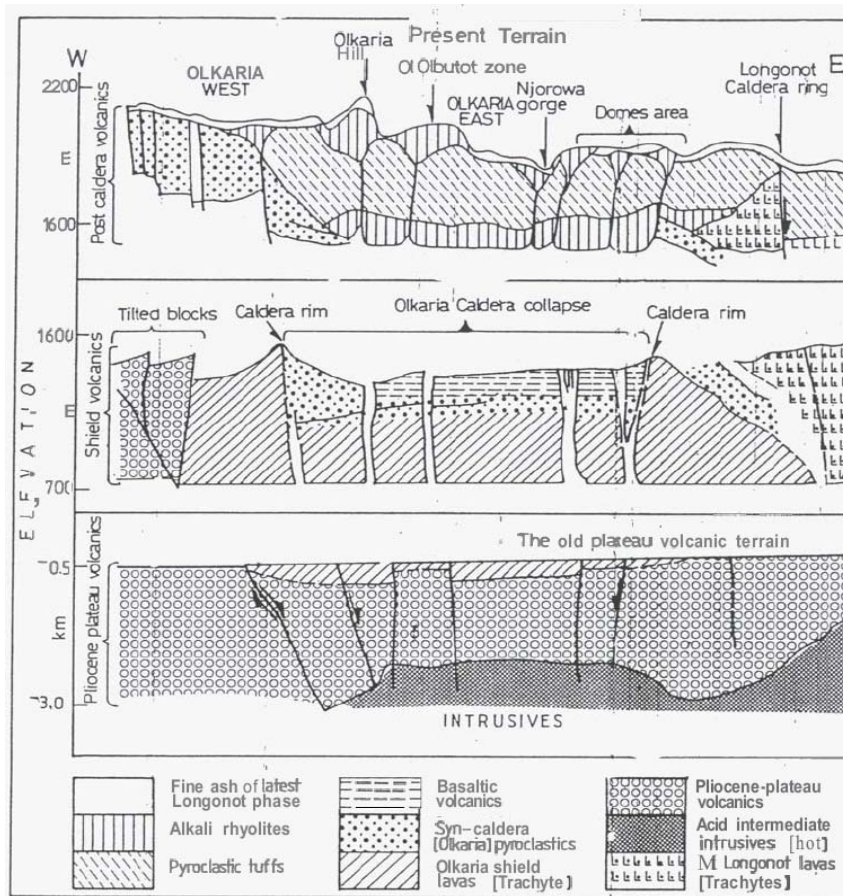 Present Terrain
W
Olkaria
Hill
Ol Olbutot zone
E
2200
OLKARIA
WEST
OLKARIA
EAST
Njorowa
gorge
Domes area
Longonot
Caldera ring
Post caldera volcanics
E
1600
Tilted blocks
Caldera rim
Olkaria Caldera collapse
Caldera rim
1600
Shield volcanics
E
700
ELEVATION
The old plateau volcanic terrain
-0.5
Pliocene plateau volcanics
km
-3.0
INTRUSIVES
Fine ash of latest
Longonot phase
Alkali rhyolites
Pyroclastic tuffs
Basaltic
volcanics
Syn-caldera
[Olkaria] pyroclastics
Olkaria shield
lavas [Trachyte]
Pliocene-plateau
volcanics
Acid intermediate
intrusives [hot]
Mt Longonot lavas
[Trachytes]